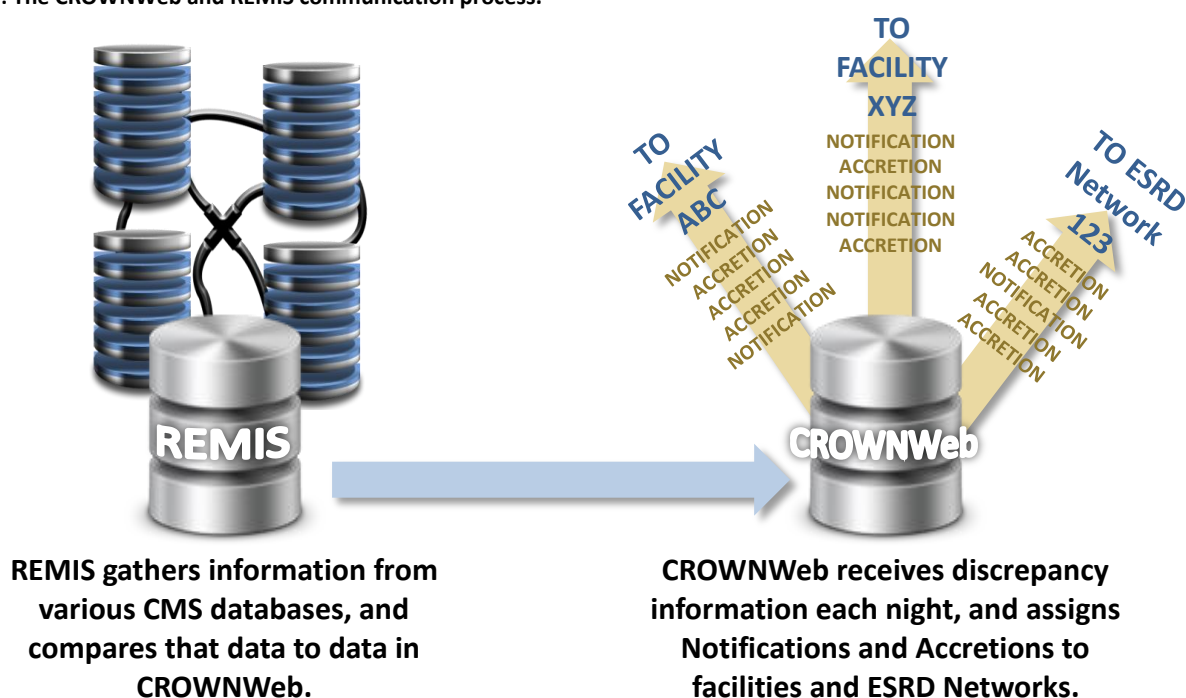 . The CROWNWeb and REMIS communication process.
TO
FACILITY
XYZ
NOTIFICATION
ACCRETION
NOTIFICATION
NOTIFICATION
ACCRETION
TO
FACILITY
ABC
NOTIFICATION
ACCRETION
ACCRETION
ACCRETION
NOTIFICATION
TO ESRD
Network
123
ACCRETION
ACCRETION
NOTIFICATION
ACCRETION
ACCRETION
REMIS
CROWNWeb
REMIS gathers information from
various CMS databases, and
compares that data to data in
CROWNWeb.
CROWNWeb receives discrepancy
information each night, and assigns
Notifications and Accretions to
facilities and ESRD Networks.